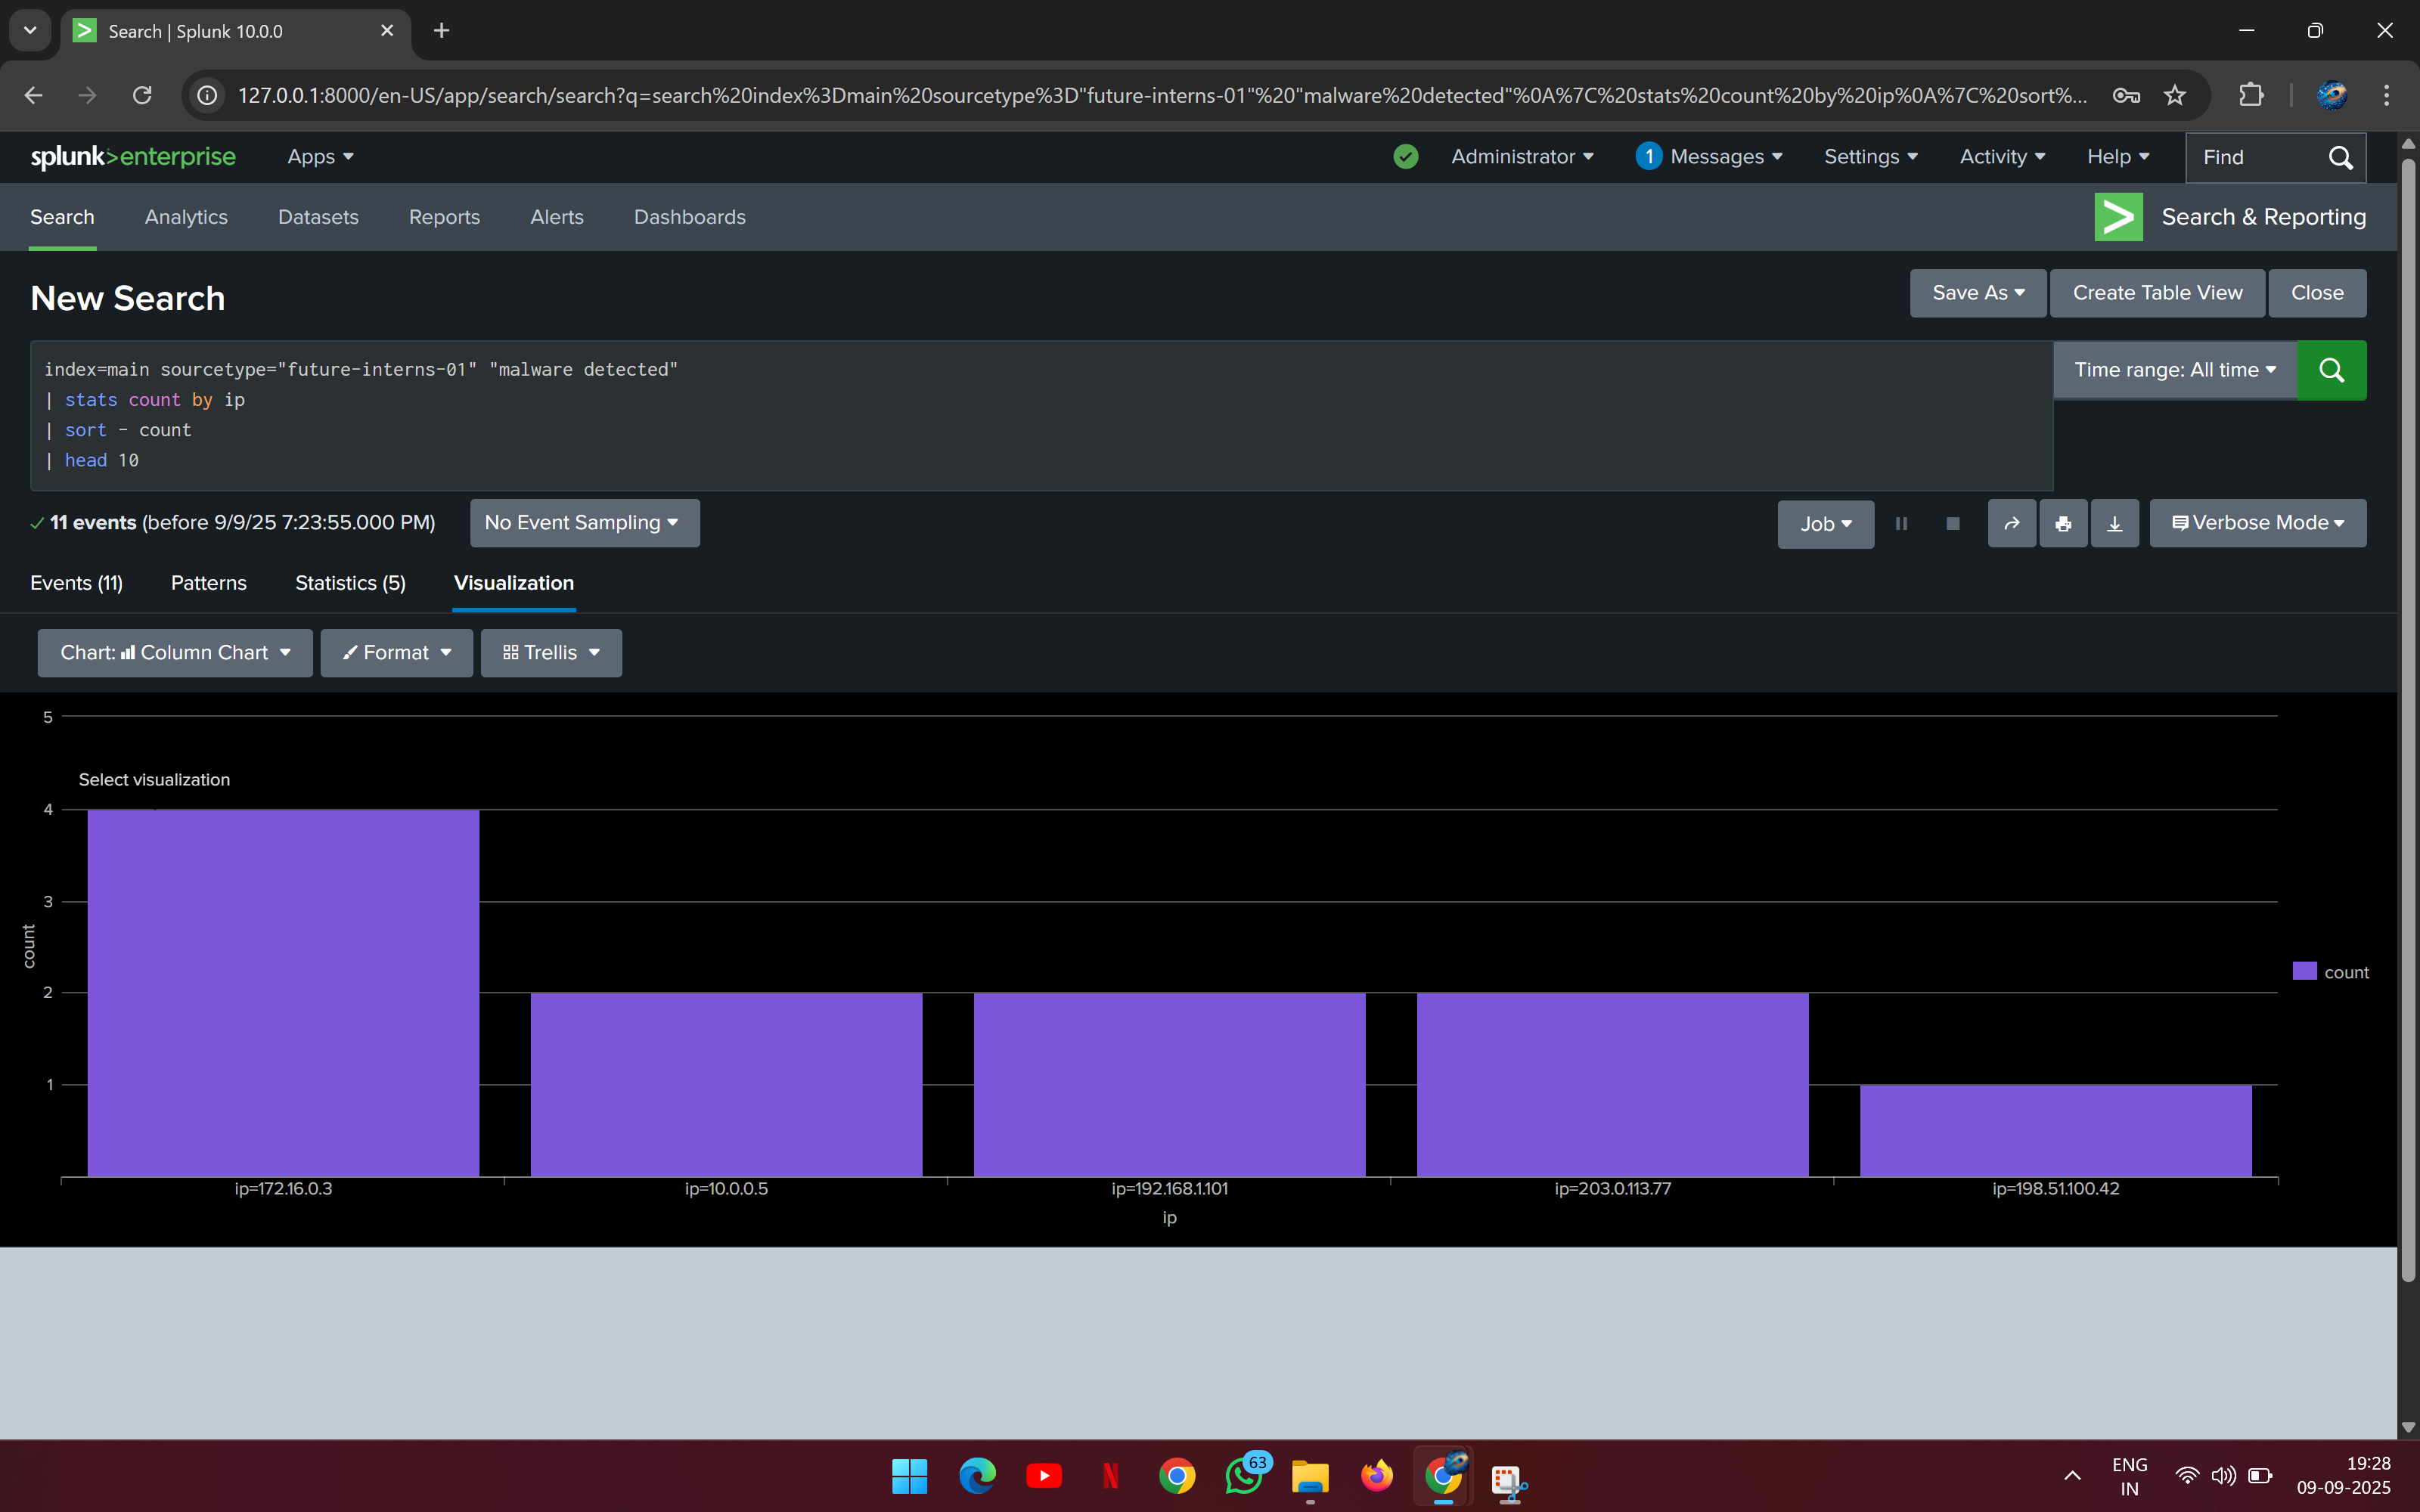 Search | Splunk 10.0.0
127.0.0.1:8000/en-US/app/search/search?q=search%20index%3Dmain%20sourcetype%3D"future-interns-01"%20"malware%20detected"%0A%7C%20stats%20count%20by%20ip%0A%7C%20sort%...
splunk>enterprise Apps Administrator 1 Messages Settings Activity Help Find
Search Analytics Datasets Reports Alerts Dashboards Search & Reporting
New Search Save As Create Table View Close
index=main sourcetype="future-interns-01" "malware detected" Time range: All time
| stats count by ip
| sort - count
| head 10
11 events (before 9/9/25 7:23:55.000 PM) No Event Sampling Job Verbose Mode
Events (11) Patterns Statistics (5) Visualization
Chart: Column Chart Format Trellis
5
Select visualization
4
3
count
2
1
count
ip=172.16.0.3 ip=10.0.0.5 ip=192.168.1.101 ip=203.0.113.77 ip=198.51.100.42
ip
N
63
ENG
IN
19:28
09-09-2025